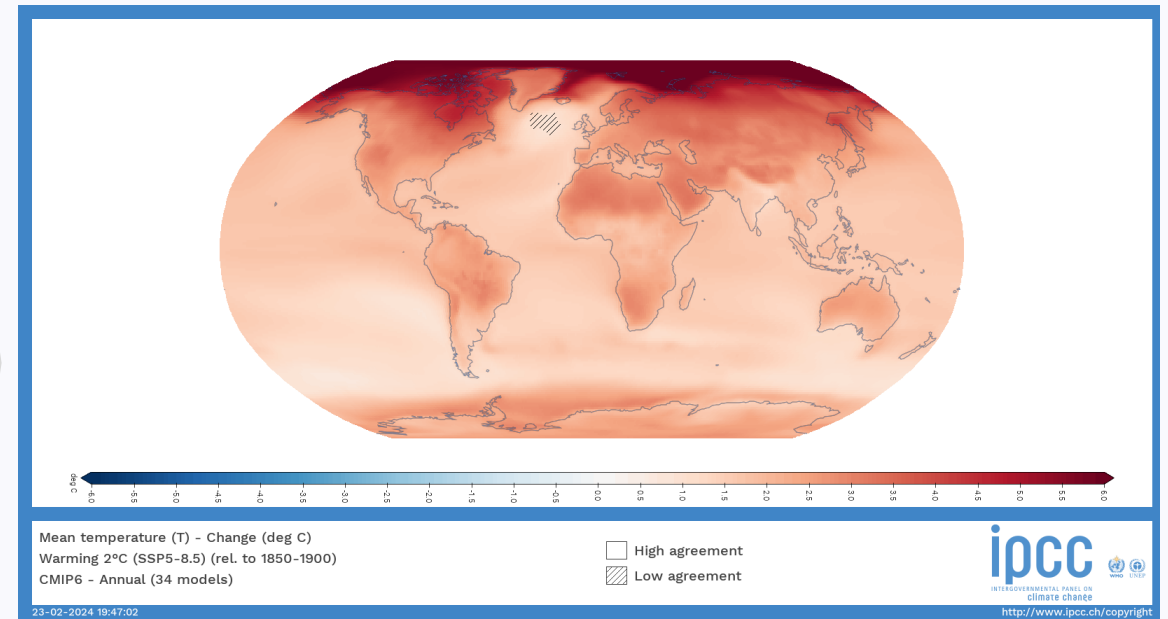 deg C
-6.0 -5.5 -5.0 -4.5 -4.0 -3.5 -3.0 -2.5 -2.0 -1.5 -1.0 -0.5 0.0 0.5 1.0 1.5 2.0 2.5 3.0 3.5 4.0 4.5 5.0 5.5 6.0
Mean temperature (T) - Change (deg C)
Warming 2°C (SSP5-8.5) (rel. to 1850-1900)
CMIP6 - Annual (34 models)
High agreement
Low agreement
ipcc
INTERGOVERNMENTAL PANEL ON
climate change
WMO
UNEP
23-02-2024 19:47:02
http://www.ipcc.ch/copyright